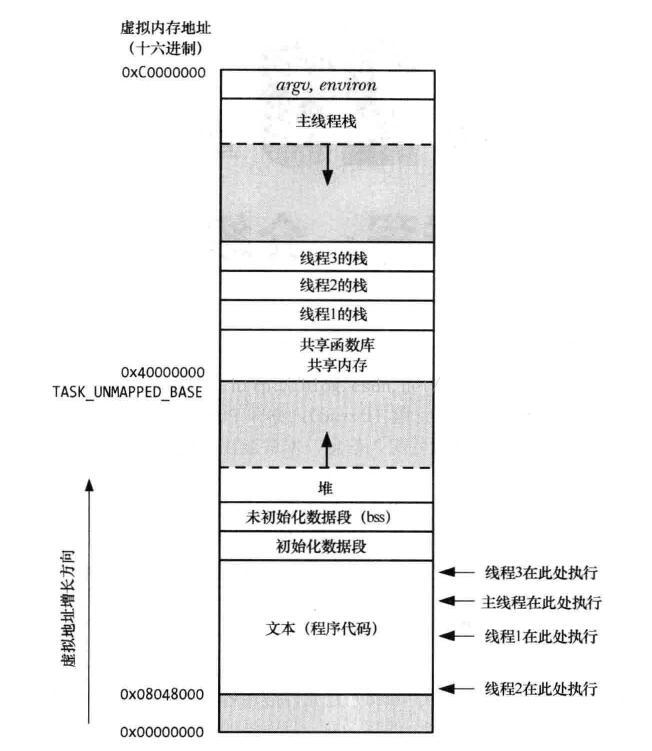 虚拟内存地址
（十六进制）
0xC0000000
argv, environ
主线程栈
线程3的栈
线程2的栈
线程1的栈
共享函数库
共享内存
0x40000000
TASK_UNMAPPED_BASE
堆
未初始化数据段（bss）
初始化数据段
线程3在此处执行
主线程在此处执行
文本（程序代码）
线程1在此处执行
线程2在此处执行
虚拟地址增长方向
0x08048000
0x00000000